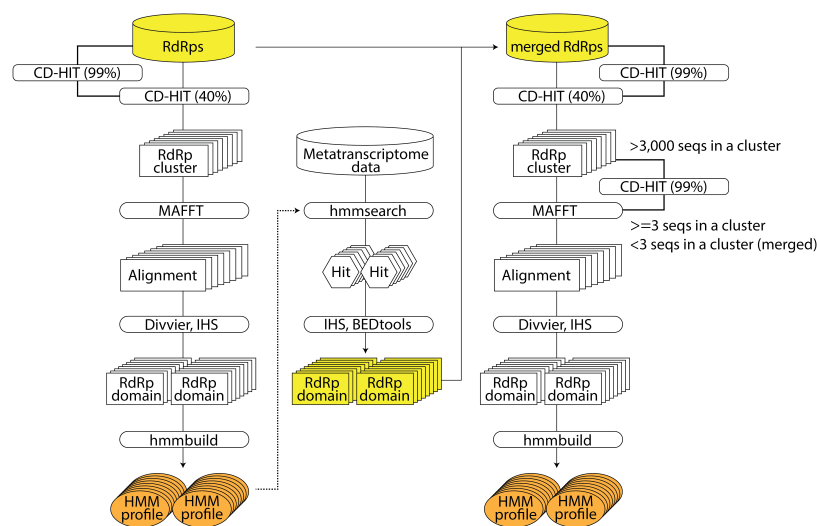 RdRps
CD-HIT (99%)
CD-HIT (40%)
RdRp
cluster
MAFFT
Alignment
Divvier, IHS
RdRp
domain
RdRp
domain
hmmbuild
HMM
profile
HMM
profile
Metatranscriptome
data
hmmsearch
Hit
Hit
IHS, BEDtools
RdRp
domain
RdRp
domain
merged RdRps
CD-HIT (99%)
CD-HIT (40%)
>3,000 seqs in a cluster
RdRp
cluster
CD-HIT (99%)
MAFFT
>=3 seqs in a cluster
<3 seqs in a cluster (merged)
Alignment
Divvier, IHS
RdRp
domain
RdRp
domain
hmmbuild
HMM
profile
HMM
profile